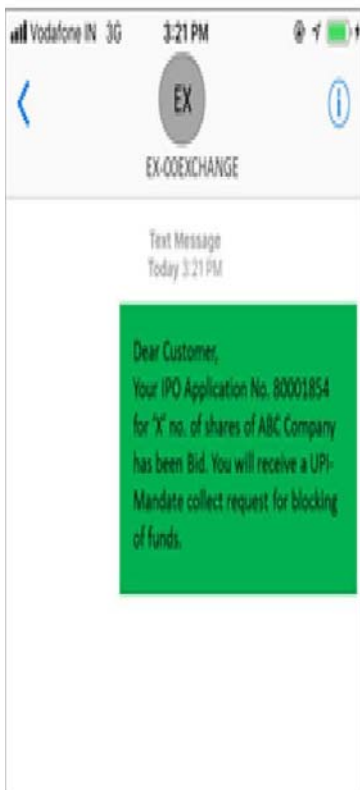 Vodafone IN 3G 3:21 PM
EX
EX-00EXCHANGE
Text Message
Today 3:21 PM
Dear Customer,
Your IPO Application No. 80001854
for "X" no. of shares of ABC Company
has been Bid. You will receive a UPI-
Mandate collect request for blocking
of funds.